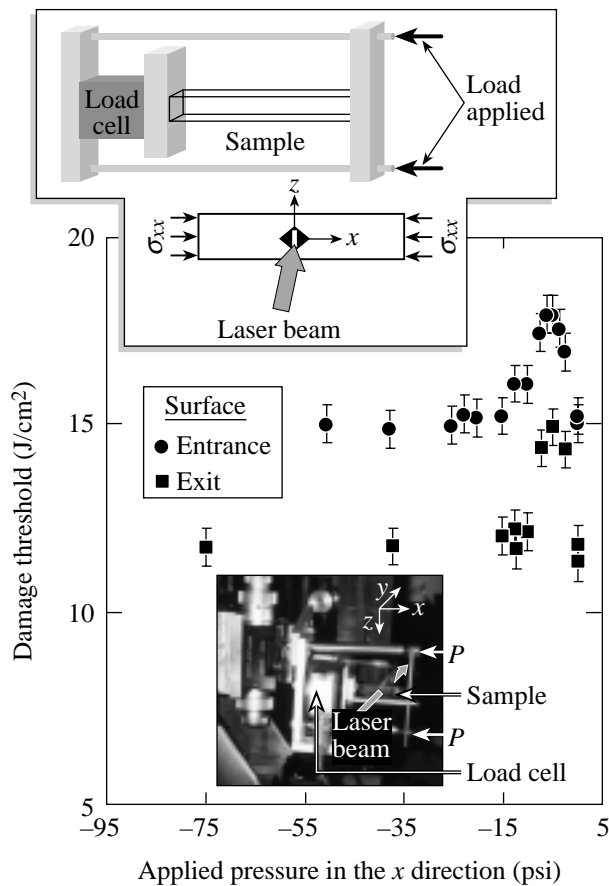 Load
cell
Sample
Load
applied
z
x
σxx
σxx
Laser beam
20
15
10
5
Damage threshold (J/cm²)
Surface
Entrance
Exit
y
x
z
P
Sample
Laser
beam
P
Load cell
–95
–75
–55
–35
–15
5
Applied pressure in the x direction (psi)